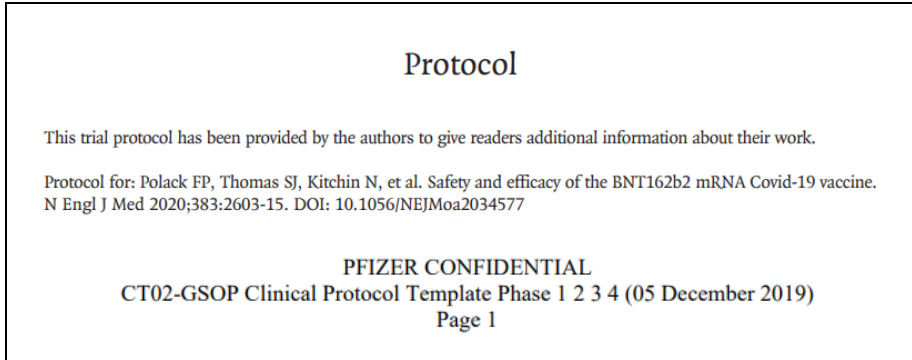 Protocol
This trial protocol has been provided by the authors to give readers additional information about their work.
Protocol for: Polack FP, Thomas SJ, Kitchin N, et al. Safety and efficacy of the BNT162b2 mRNA Covid-19 vaccine.
N Engl J Med 2020;383:2603-15. DOI: 10.1056/NEJMoa2034577
PFIZER CONFIDENTIAL
CT02-GSOP Clinical Protocol Template Phase 1 2 3 4 (05 December 2019)
Page 1